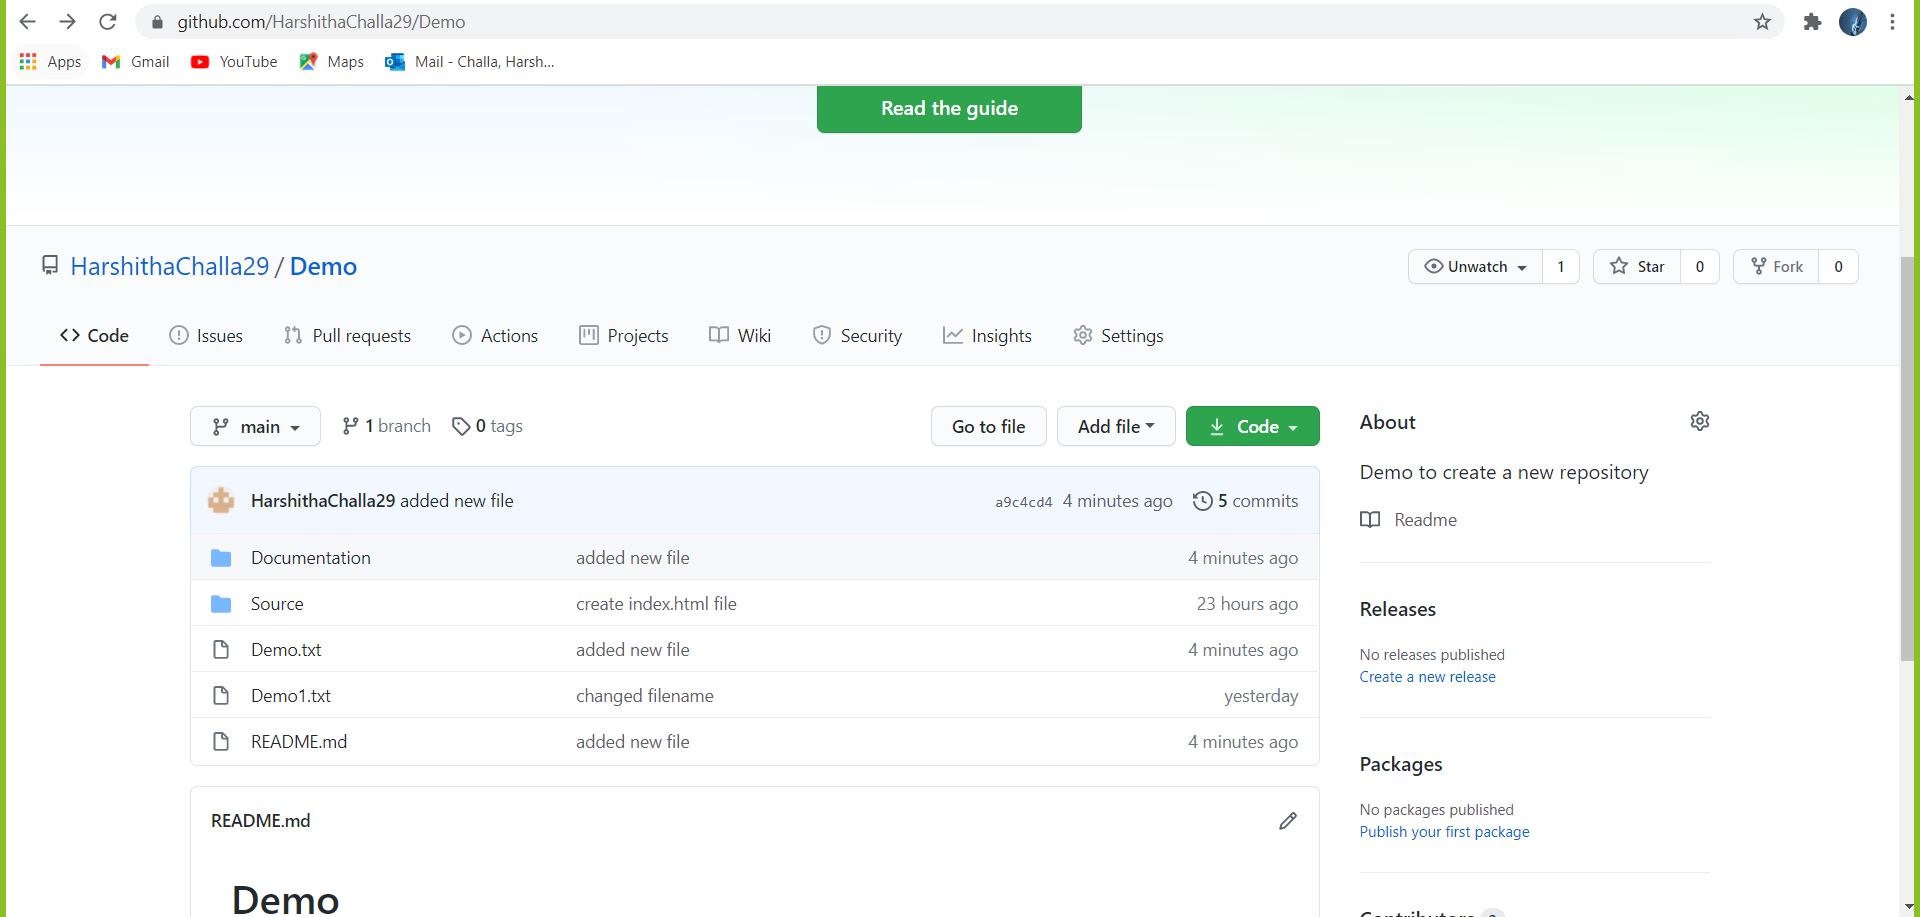 github.com/HarshithaChalla29/Demo
Apps Gmail YouTube Maps Mail - Challa, Harsh...
Read the guide
HarshithaChalla29 / Demo
Unwatch 1 Star 0 Fork 0
Code Issues Pull requests Actions Projects Wiki Security Insights Settings
main 1 branch 0 tags Go to file Add file Code
HarshithaChalla29 added new file a9c4cd4 4 minutes ago 5 commits
Documentation added new file 4 minutes ago
Source create index.html file 23 hours ago
Demo.txt added new file 4 minutes ago
Demo1.txt changed filename yesterday
README.md added new file 4 minutes ago
README.md
Demo
About
Demo to create a new repository
Readme
Releases
No releases published
Create a new release
Packages
No packages published
Publish your first package